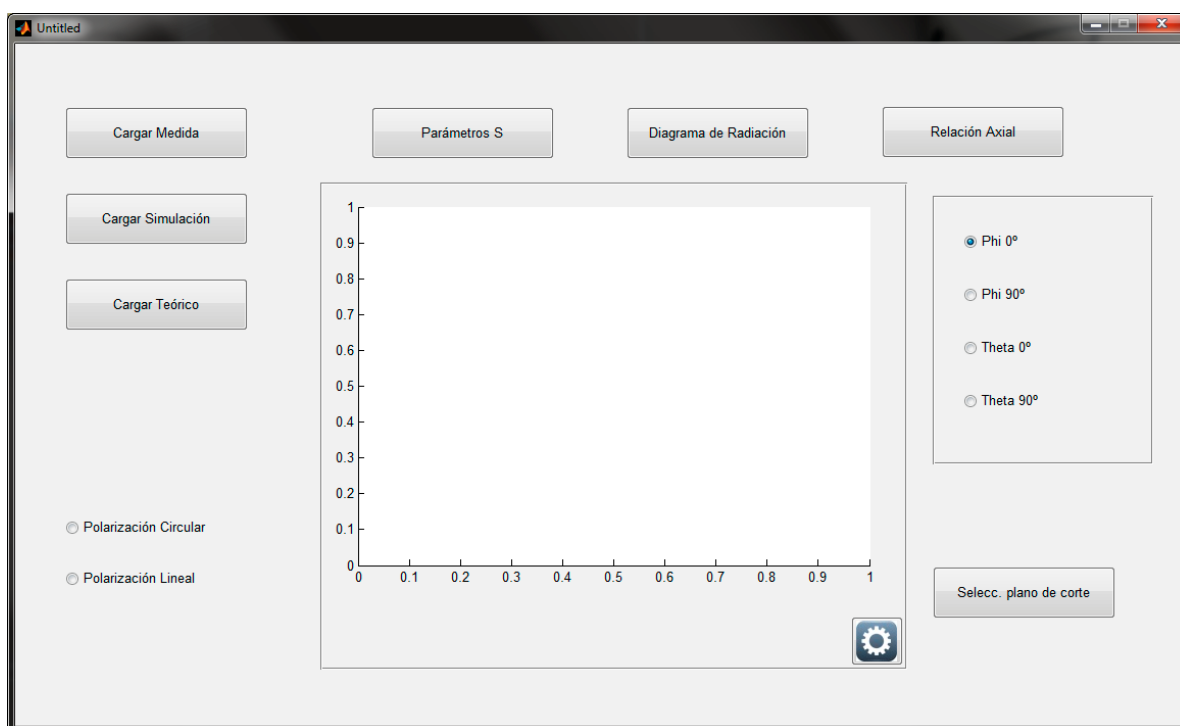 Untitled
Cargar Medida
Parámetros S
Diagrama de Radiación
Relación Axial
Cargar Simulación
Cargar Teórico
1
0.9
0.8
0.7
0.6
0.5
0.4
0.3
0.2
0.1
0
0 0.1 0.2 0.3 0.4 0.5 0.6 0.7 0.8 0.9 1
Phi 0º
Phi 90º
Theta 0º
Theta 90º
Polarización Circular
Polarización Lineal
Selecc. plano de corte